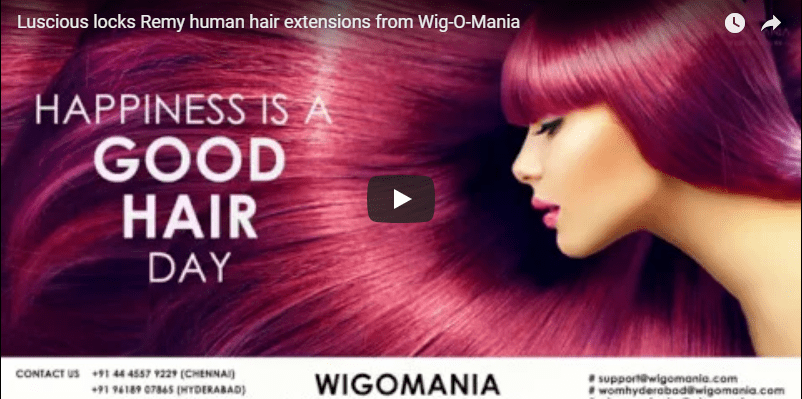 Luscious locks Remy human hair extensions from Wig-O-Mania
HAPPINESS IS A
GOOD
HAIR
DAY
CONTACT US +91 44 4557 9229 (CHENNAI)
+91 96189 07865 (HYDERABAD)
WIGOMANIA
# support@wigomania.com
# womhyderabad@wigomania.com